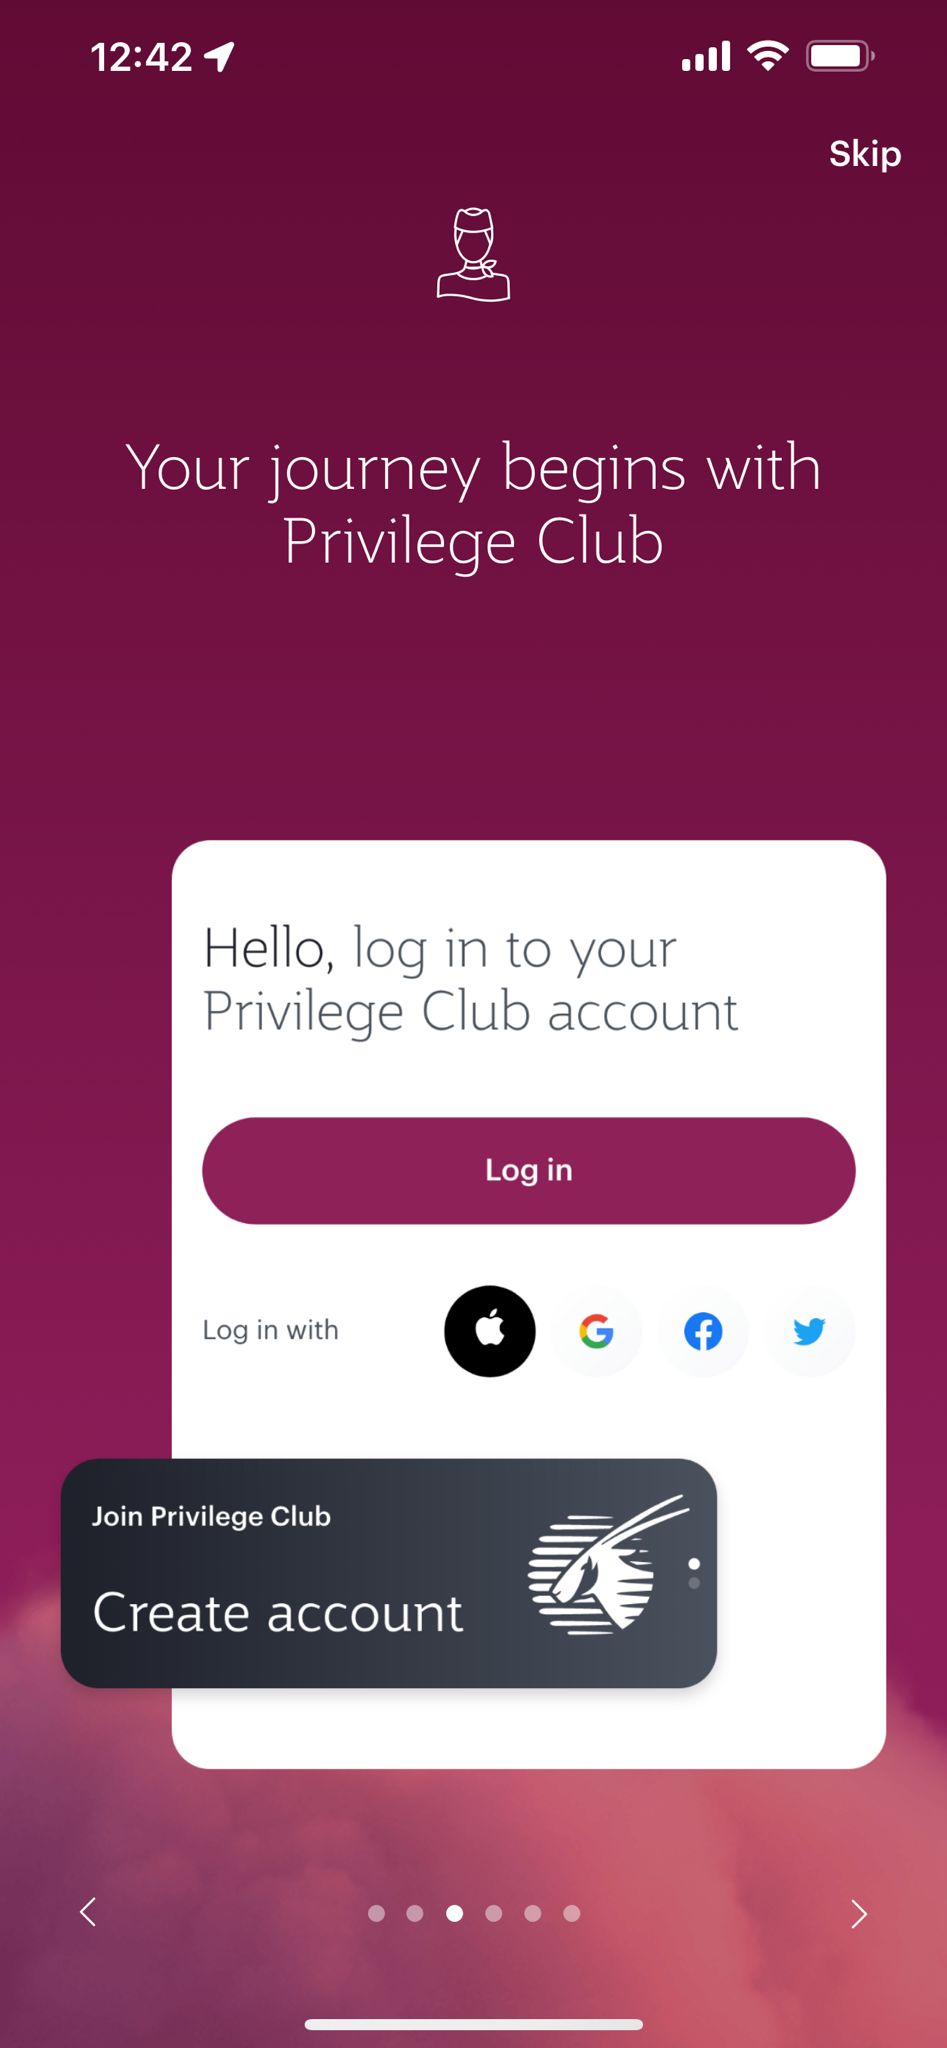 12:42
Skip
Your journey begins with
Privilege Club
Hello, log in to your
Privilege Club account
Log in
Log in with
Join Privilege Club
Create account